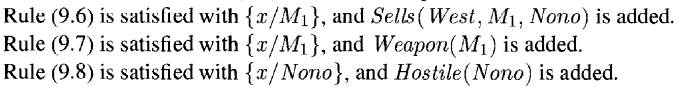 Rule (9.6) is satisfied with {x/M₁}, and Sells(West, M₁, Nono) is added.
Rule (9.7) is satisfied with {x/M₁}, and Weapon(M₁) is added.
Rule (9.8) is satisfied with {x/Nono}, and Hostile(Nono) is added.